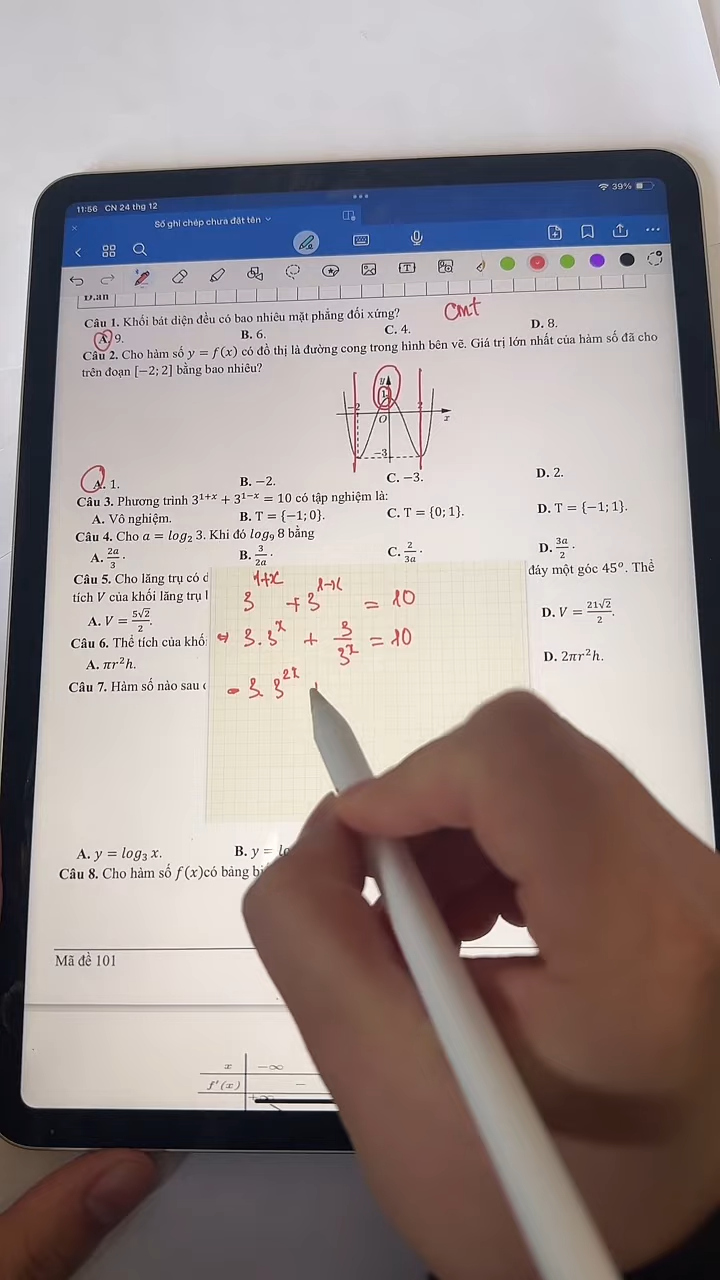 11:56 CN 24 thg 12
39%
Sổ ghi chép chưa đặt tên
D.án
cmt
Câu 1. Khối bát diện đều có bao nhiêu mặt phẳng đối xứng?
A. 9. B. 6. C. 4. D. 8.
Câu 2. Cho hàm số y = f(x) có đồ thị là đường cong trong hình bên vẽ. Giá trị lớn nhất của hàm số đã cho
trên đoạn [−2; 2] bằng bao nhiêu?
y
1
−2 2
O x
−3
A. 1. B. −2. C. −3. D. 2.
Câu 3. Phương trình 3^{1+x} + 3^{1−x} = 10 có tập nghiệm là:
A. Vô nghiệm. B. T = {−1; 0}. C. T = {0; 1}. D. T = {−1; 1}.
Câu 4. Cho a = log₂ 3. Khi đó log₉ 8 bằng
A. 2a/3. B. 3/2a. C. 2/3a. D. 3a/2.
Câu 5. Cho lăng trụ có đáy một góc 45°. Thể
tích V của khối lăng trụ
A. V = 5√2/2. D. V = 21√2/2.
3^{1+x} + 3^{1-x} = 10
⇔ 3.3^x + 3/3^x = 10
- 3.3^{2x}
Câu 6. Thể tích của khối
A. πr²h. D. 2πr²h.
Câu 7. Hàm số nào sau
A. y = log₃ x. B. y =
Câu 8. Cho hàm số f(x)có bảng
Mã đề 101
x −∞
f'(x) −
+∞